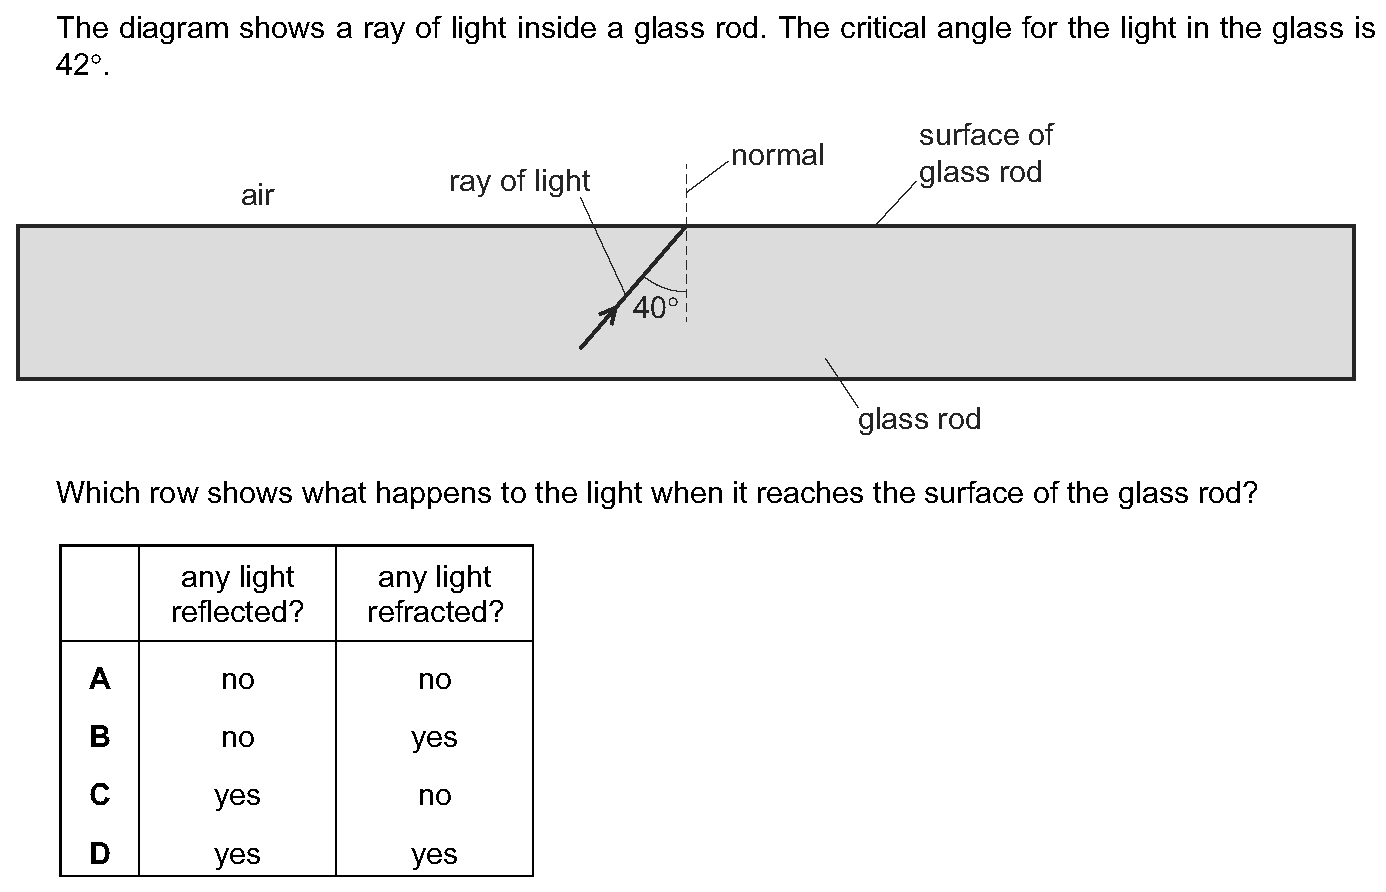 The diagram shows a ray of light inside a glass rod. The critical angle for the light in the glass is
42°.
surface of
glass rod
normal
ray of light
air
40°
glass rod
Which row shows what happens to the light when it reaches the surface of the glass rod?
any light reflected? any light refracted?
A no no
B no yes
C yes no
D yes yes